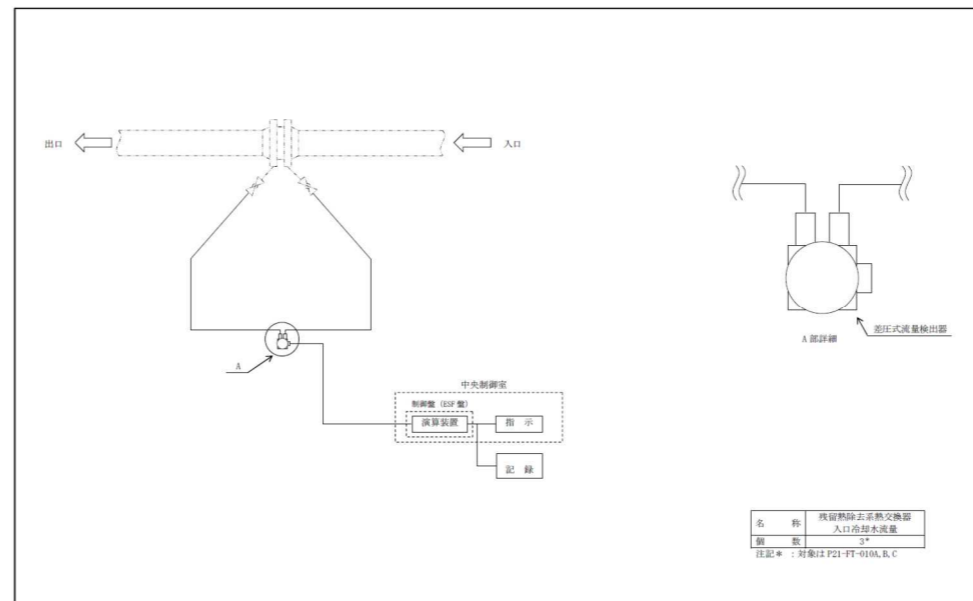 出口
入口
A
A部詳細
差圧式流量検出器
中央制御室
制御盤 (ESF盤)
演算装置
指 示
記 録
名 称
残留熱除去系熱交換器
入口冷却水流量
個 数
3*
注記* : 対象は P21-FT-010A, B, C